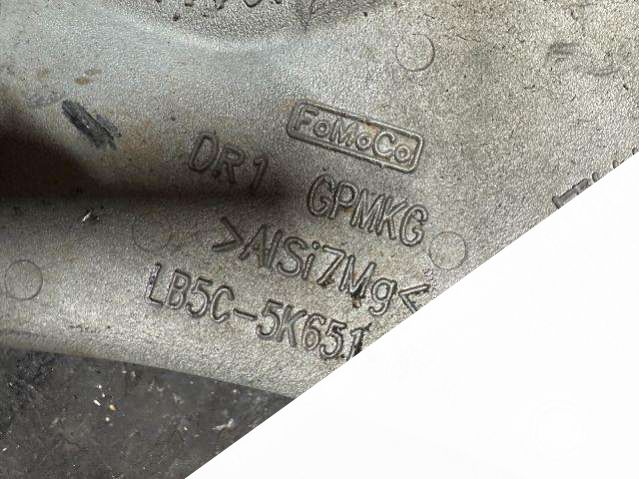 FoMoCo
DR1 GPMKG
>AlSi7Mg<
LB5C-5K651